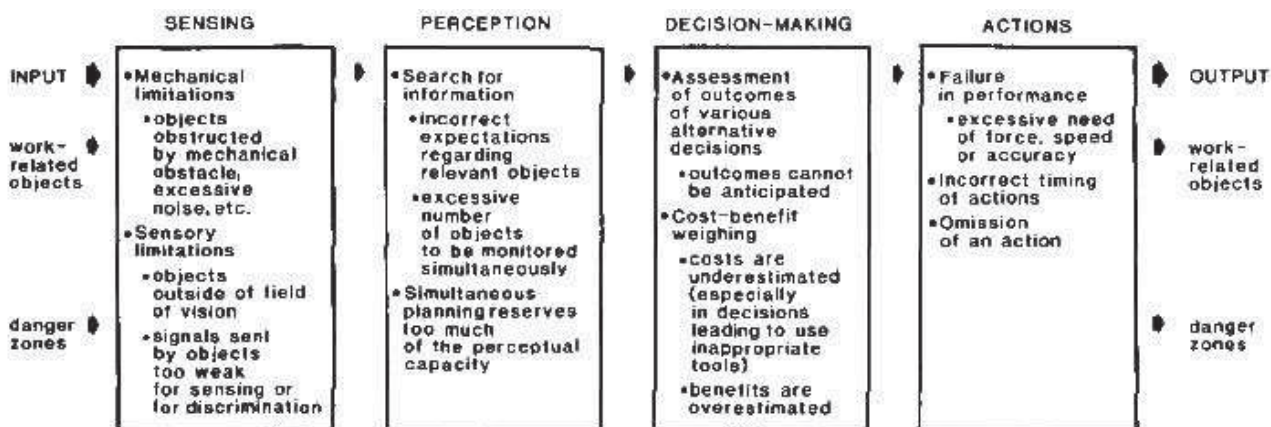 SENSING
PERCEPTION
DECISION-MAKING
ACTIONS
INPUT
work-
related
objects
danger
zones
•Mechanical
limitations
•objects
obstructed
by mechanical
obstacle,
excessive
noise, etc.
•Sensory
limitations
•objects
outside of field
of vision
•signals sent
by objects
too weak
for sensing or
for discrimination
•Search for
information
•incorrect
expectations
regarding
relevant objects
•excessive
number
of objects
to be monitored
simultaneously
•Simultaneous
planning reserves
too much
of the perceptual
capacity
•Assessment
of outcomes
of various
alternative
decisions
•outcomes cannot
be anticipated
•Cost-benefit
weighing
•costs are
underestimated
(especially
in decisions
leading to use
inappropriate
tools)
•benefits are
overestimated
•Failure
in performance
•excessive need
of force, speed
or accuracy
•Incorrect timing
of actions
•Omission
of an action
OUTPUT
work-
related
objects
danger
zones